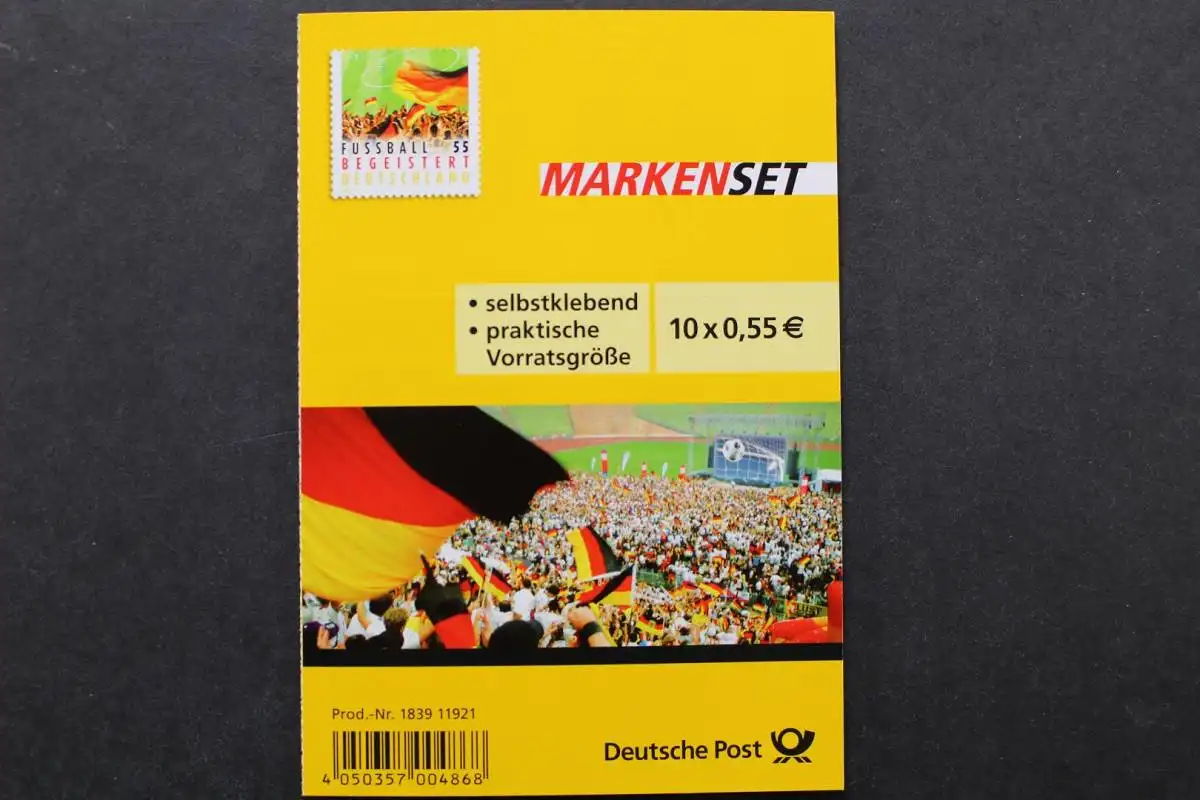 FUSSBALL 55
BEGEISTERT
DEUTSCHLAND
MARKENSET
• selbstklebend
• praktische
Vorratsgröße
10 x 0,55 €
Prod.-Nr. 1839 11921
4 050357 004868
Deutsche Post